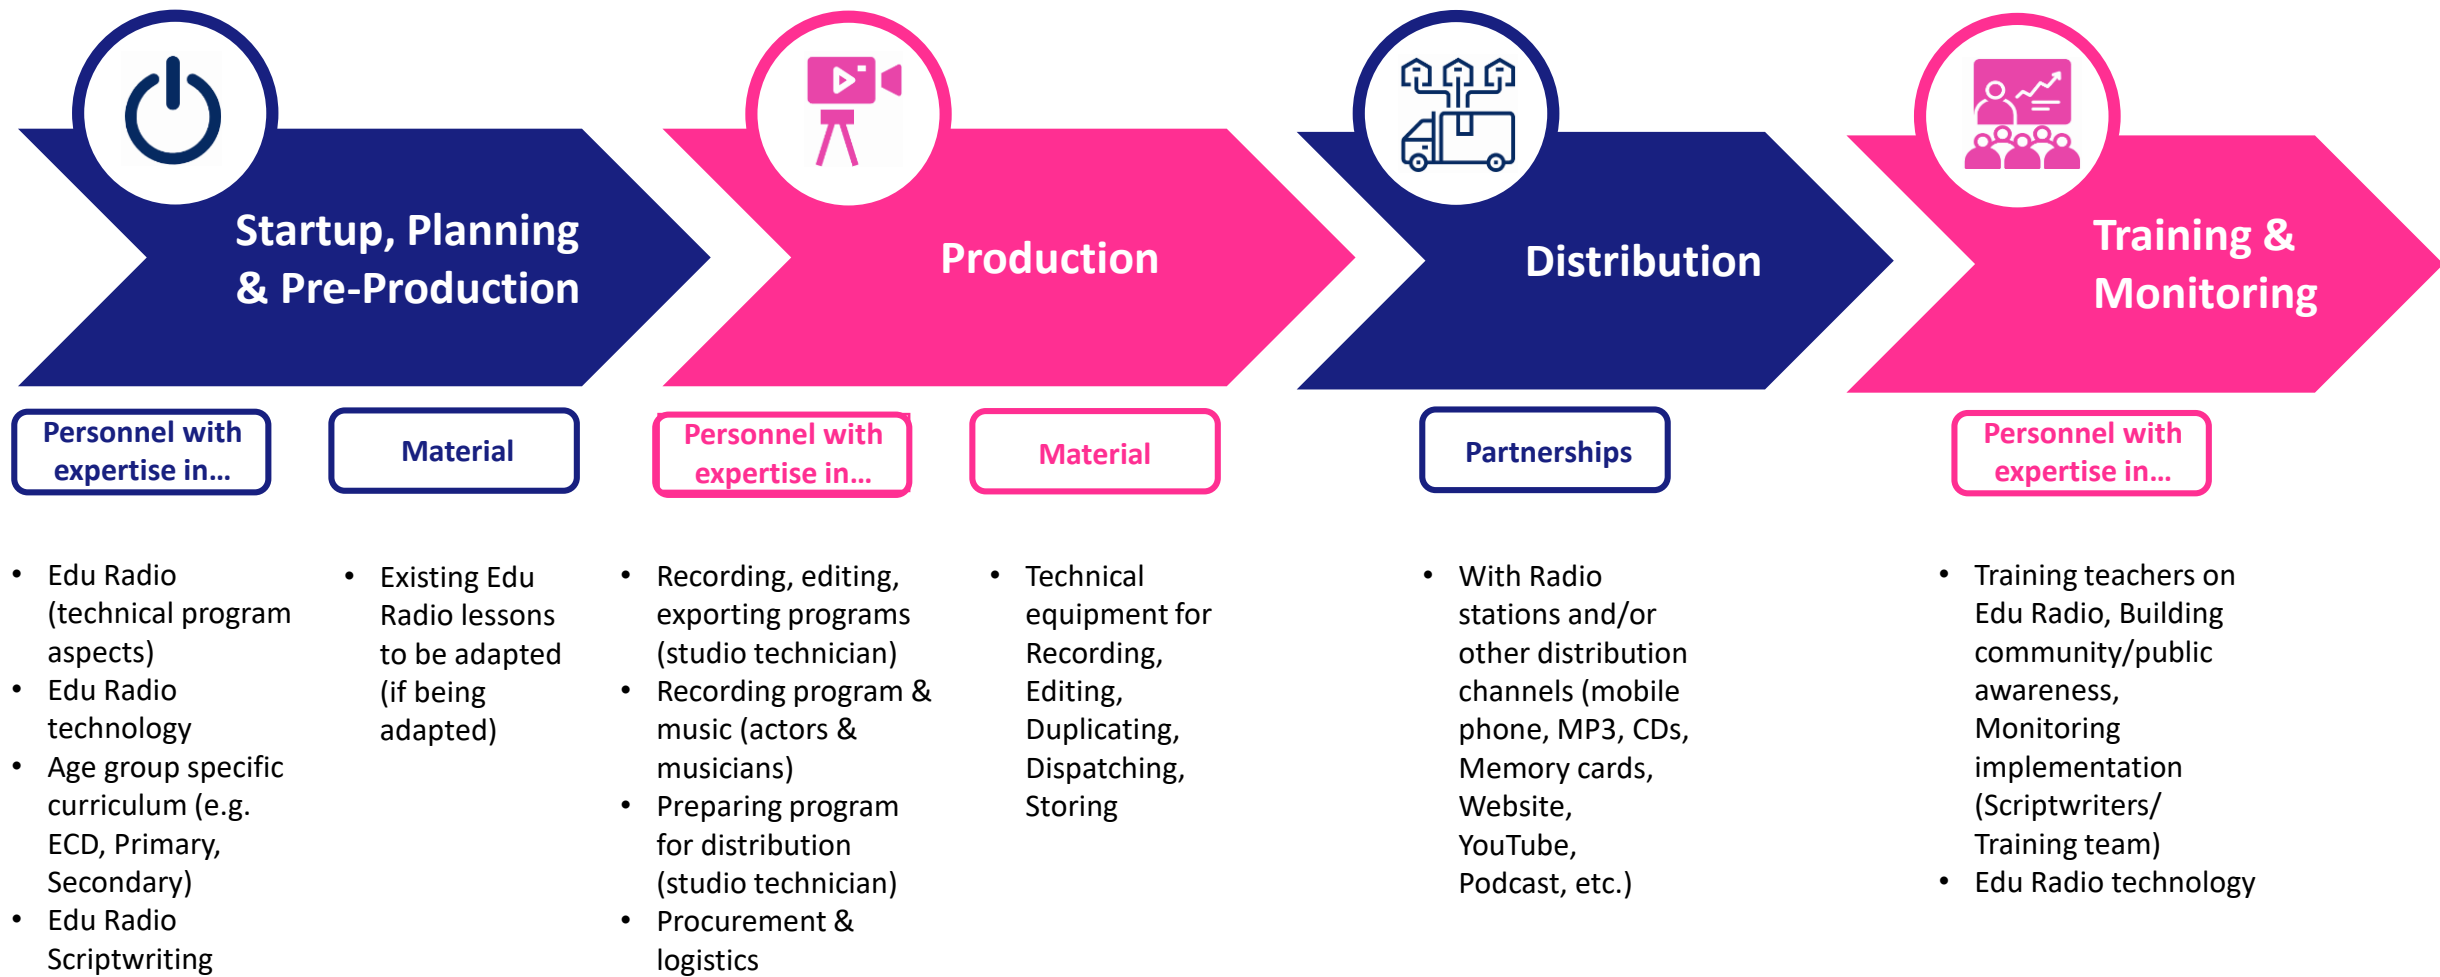 Startup, Planning
& Pre-Production
Production
Distribution
Training &
Monitoring
Personnel with
expertise in...
Material
Personnel with
expertise in...
Material
Partnerships
Personnel with
expertise in...
• Edu Radio
(technical program
aspects)
• Edu Radio
technology
• Age group specific
curriculum (e.g.
ECD, Primary,
Secondary)
• Edu Radio
Scriptwriting
• Existing Edu
Radio lessons
to be adapted
(if being
adapted)
• Recording, editing,
exporting programs
(studio technician)
• Recording program &
music (actors &
musicians)
• Preparing program
for distribution
(studio technician)
• Procurement &
logistics
• Technical
equipment for
Recording,
Editing,
Duplicating,
Dispatching,
Storing
• With Radio
stations and/or
other distribution
channels (mobile
phone, MP3, CDs,
Memory cards,
Website,
YouTube,
Podcast, etc.)
• Training teachers on
Edu Radio, Building
community/public
awareness,
Monitoring
implementation
(Scriptwriters/
Training team)
• Edu Radio technology